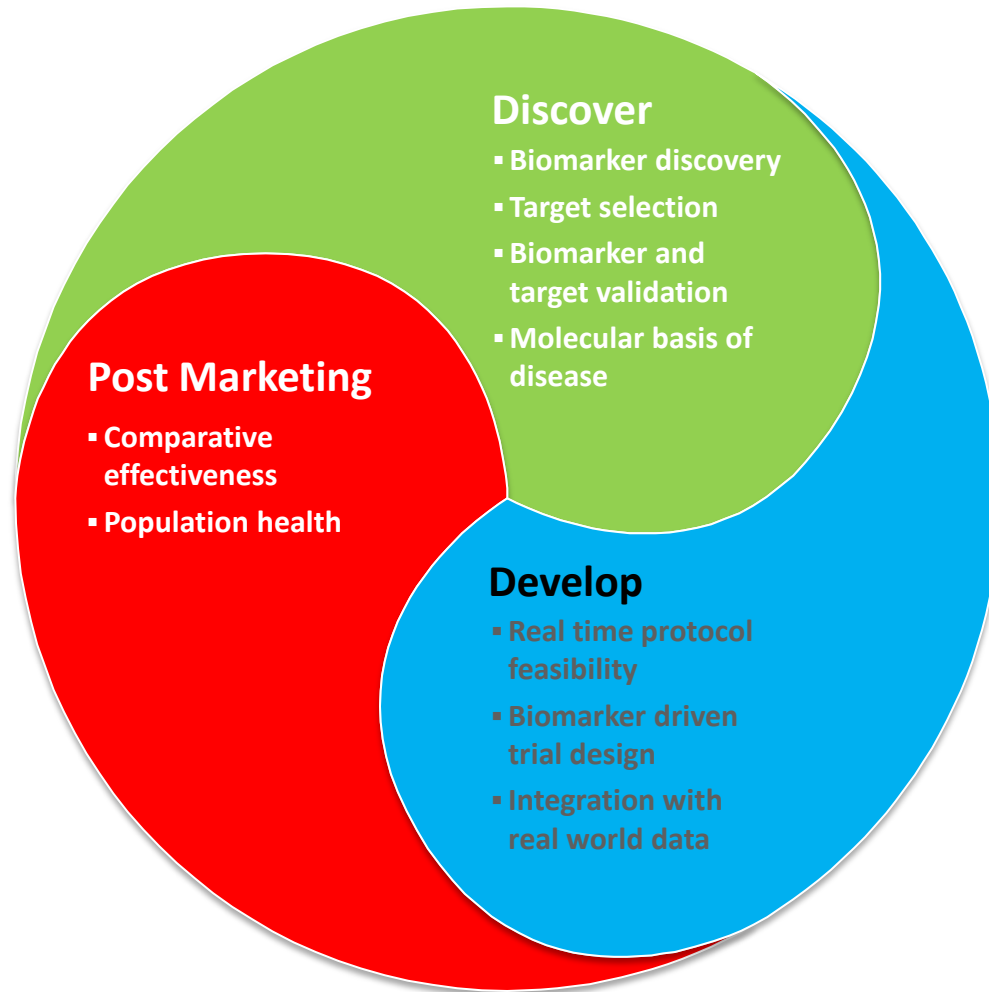 Discover
▪ Biomarker discovery
▪ Target selection
▪ Biomarker and
target validation
▪ Molecular basis of
disease
Post Marketing
▪ Comparative
effectiveness
▪ Population health
Develop
▪ Real time protocol
feasibility
▪ Biomarker driven
trial design
▪ Integration with
real world data